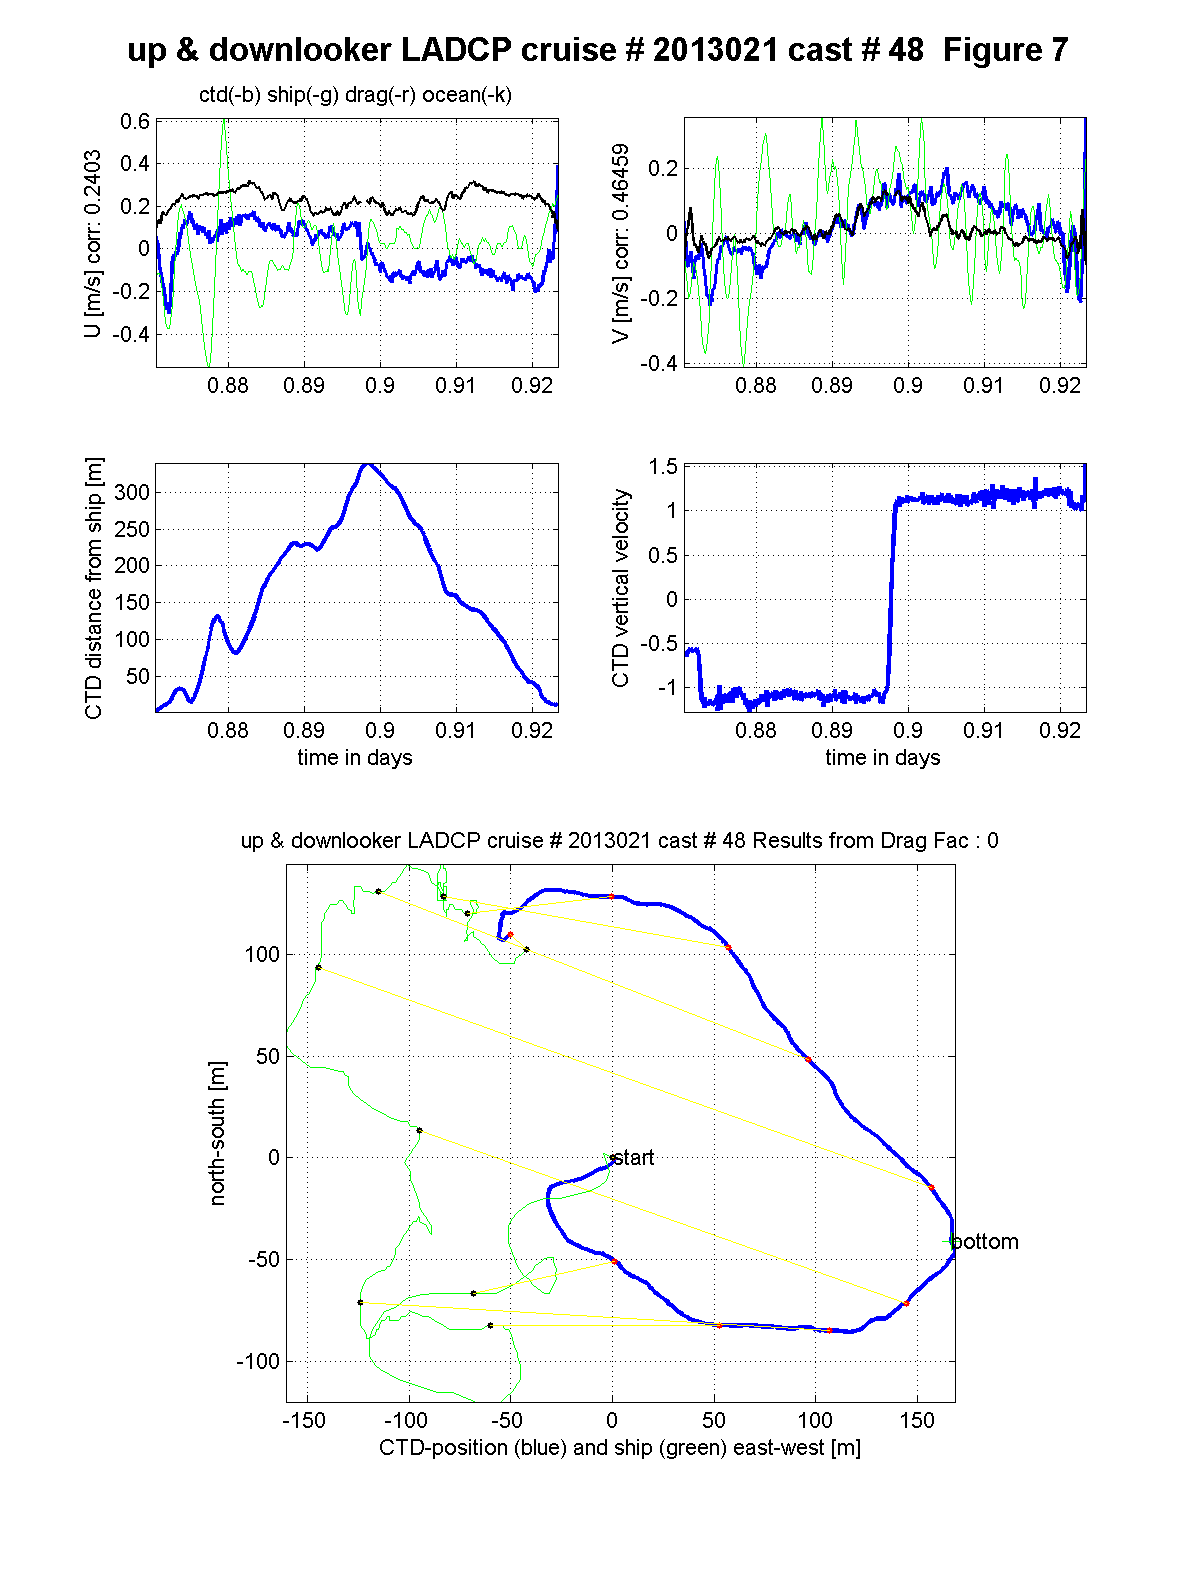 up & downlooker LADCP cruise # 2013021 cast # 48  Figure 7
ctd(-b) ship(-g) drag(-r) ocean(-k)
U [m/s] corr: 0.2403
0.6
0.4
0.2
0
-0.2
-0.4
0.88 0.89 0.9 0.91 0.92
V [m/s] corr: 0.46459
0.2
0
-0.2
-0.4
0.88 0.89 0.9 0.91 0.92
CTD distance from ship [m]
300
250
200
150
100
50
0.88 0.89 0.9 0.91 0.92
time in days
CTD vertical velocity
1.5
1
0.5
0
-0.5
-1
0.88 0.89 0.9 0.91 0.92
time in days
up & downlooker LADCP cruise # 2013021 cast # 48 Results from Drag Fac : 0
north-south [m]
100
50
0
-50
-100
start
bottom
-150 -100 -50 0 50 100 150
CTD-position (blue) and ship (green) east-west [m]